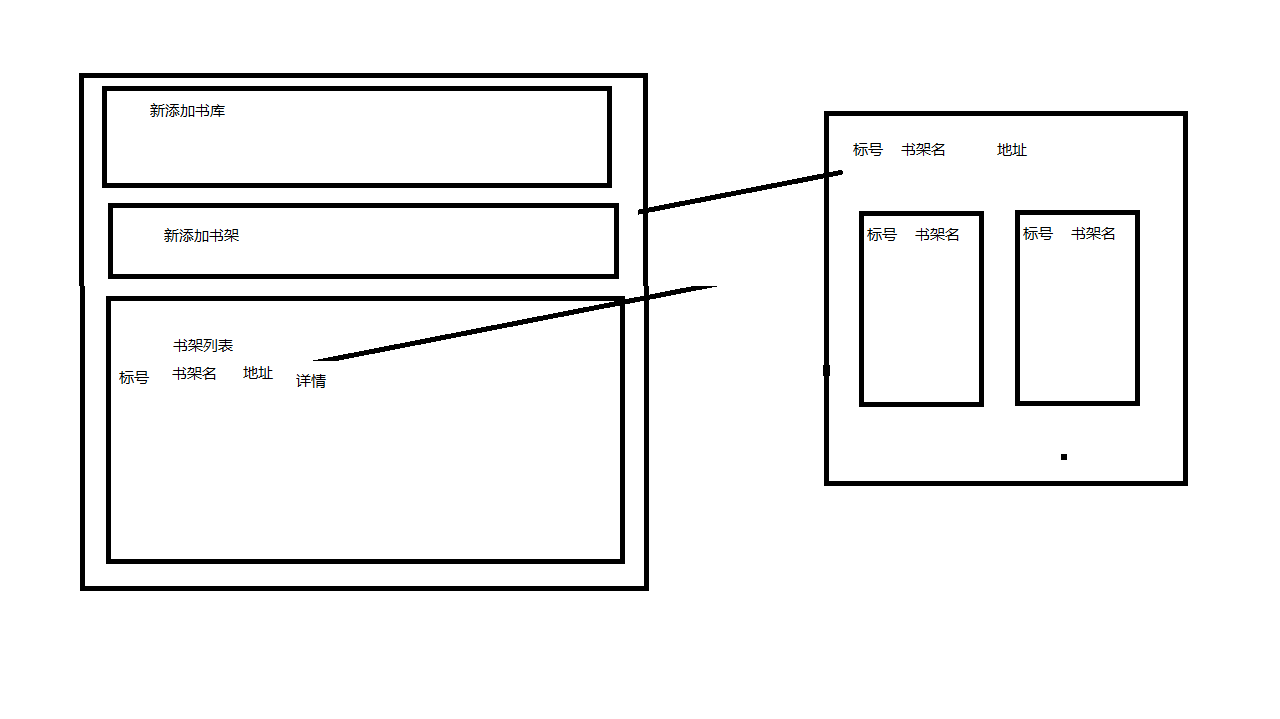 新添加书库
新添加书架
书架列表
标号 书架名 地址 详情
标号 书架名 地址
标号 书架名
标号 书架名